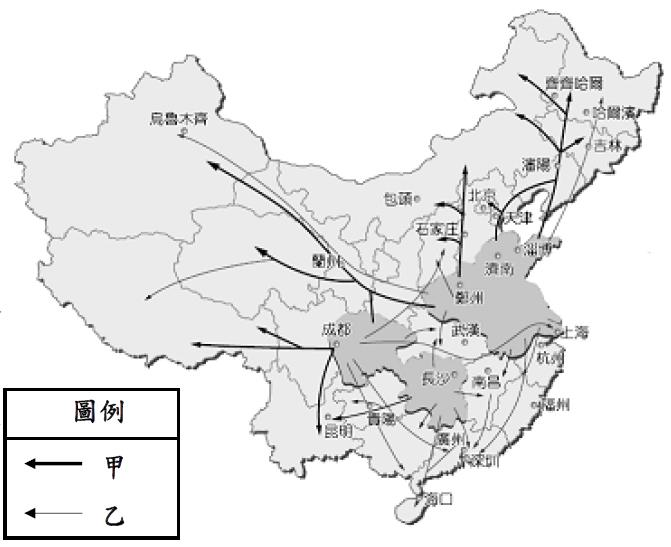 齊齊哈爾
哈爾濱
吉林
烏魯木齊
瀋陽
包頭
北京
天津
石家庄
淄博
濟南
蘭州
鄭州
成都
武漢
上海
杭州
長沙
南昌
貴陽
福州
昆明
廣州
深圳
海口
圖例
甲
乙